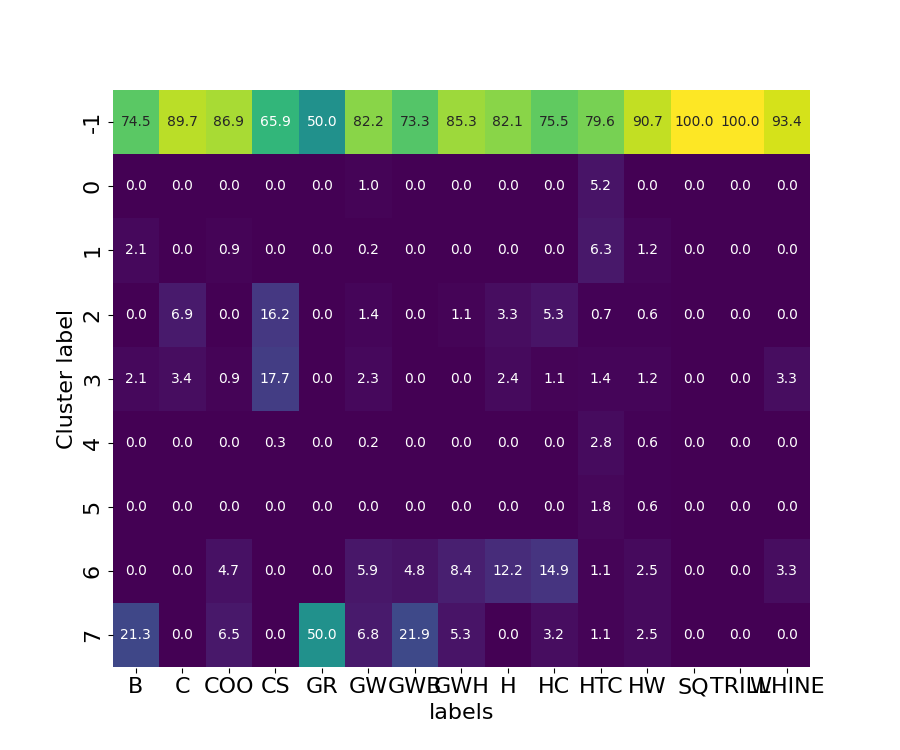 -1 74.5 89.7 86.9 65.9 50.0 82.2 73.3 85.3 82.1 75.5 79.6 90.7 100.0 100.0 93.4
0 0.0 0.0 0.0 0.0 0.0 1.0 0.0 0.0 0.0 0.0 5.2 0.0 0.0 0.0 0.0
1 2.1 0.0 0.9 0.0 0.0 0.2 0.0 0.0 0.0 0.0 6.3 1.2 0.0 0.0 0.0
2 0.0 6.9 0.0 16.2 0.0 1.4 0.0 1.1 3.3 5.3 0.7 0.6 0.0 0.0 0.0
3 2.1 3.4 0.9 17.7 0.0 2.3 0.0 0.0 2.4 1.1 1.4 1.2 0.0 0.0 3.3
4 0.0 0.0 0.0 0.3 0.0 0.2 0.0 0.0 0.0 0.0 2.8 0.6 0.0 0.0 0.0
5 0.0 0.0 0.0 0.0 0.0 0.0 0.0 0.0 0.0 0.0 1.8 0.6 0.0 0.0 0.0
6 0.0 0.0 4.7 0.0 0.0 5.9 4.8 8.4 12.2 14.9 1.1 2.5 0.0 0.0 3.3
7 21.3 0.0 6.5 0.0 50.0 6.8 21.9 5.3 0.0 3.2 1.1 2.5 0.0 0.0 0.0
Cluster label
B C COO CS GR GW GWB GWH H HC HTC HW SQ TRILL WHINE
labels